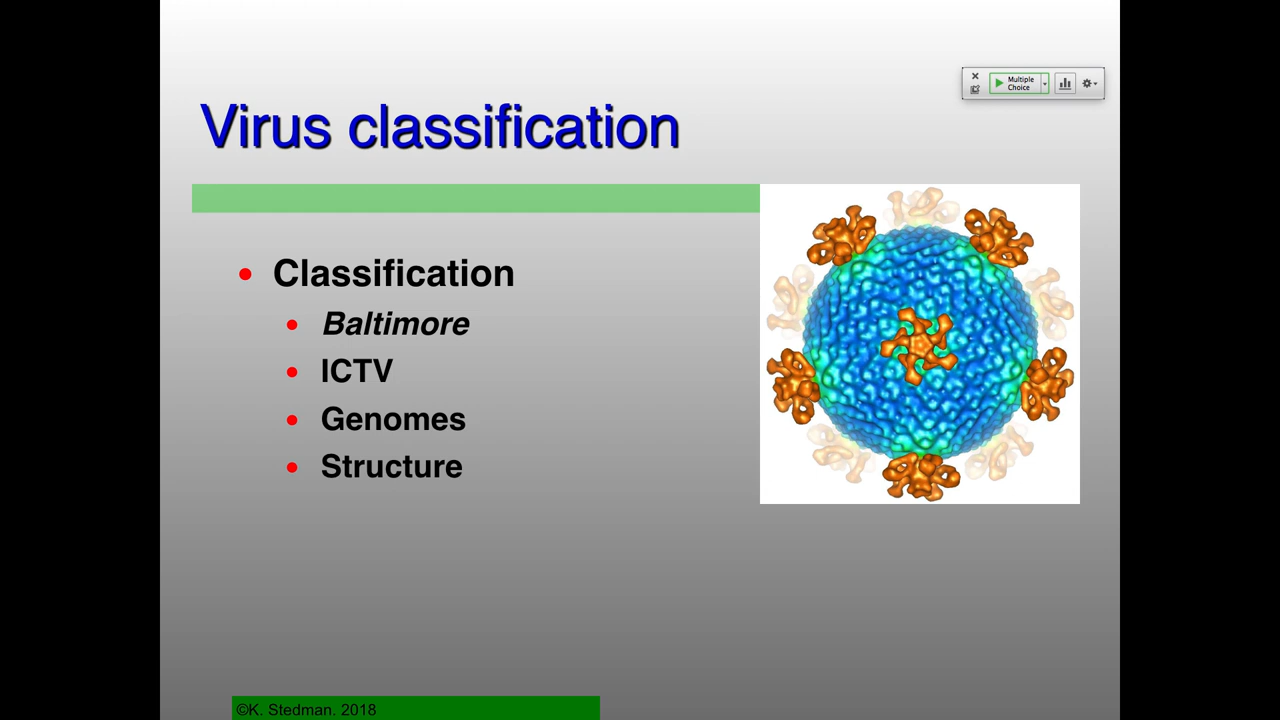 Multiple
Choice
Virus classification
Classification
Baltimore
ICTV
Genomes
Structure
©K. Stedman. 2018